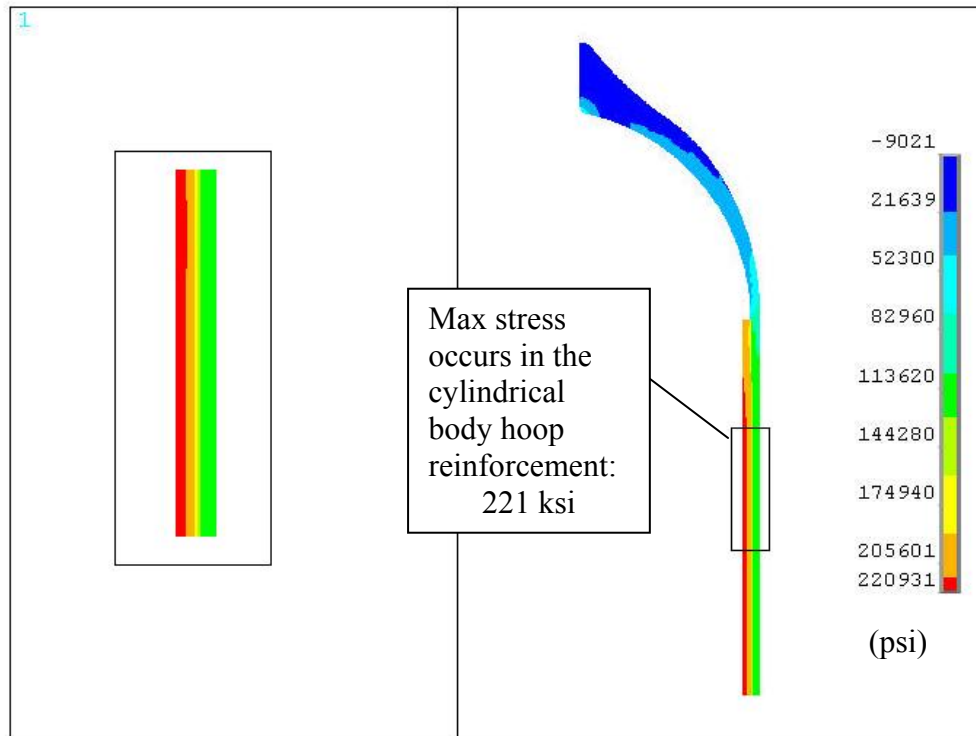 1
Max stress
occurs in the
cylindrical
body hoop
reinforcement:
221 ksi
-9021
21639
52300
82960
113620
144280
174940
205601
220931
(psi)